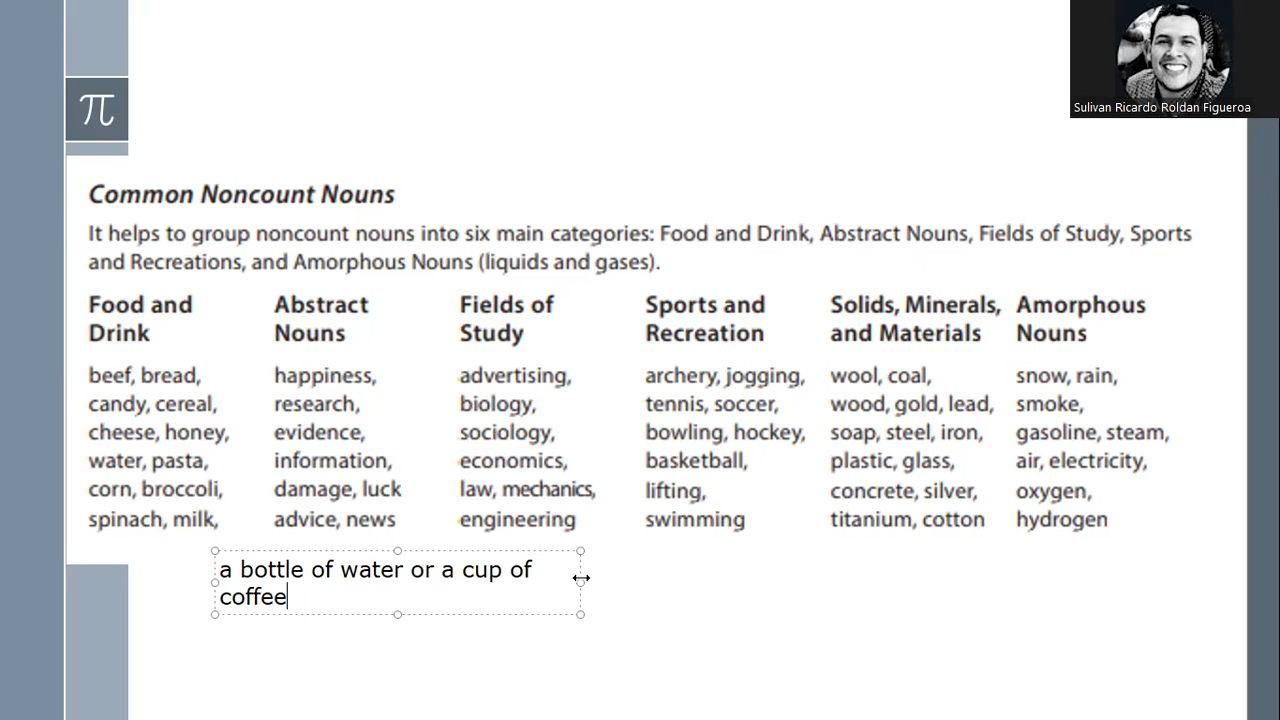 π
Sulivan Ricardo Roldan Figueroa
Common Noncount Nouns
It helps to group noncount nouns into six main categories: Food and Drink, Abstract Nouns, Fields of Study, Sports
and Recreations, and Amorphous Nouns (liquids and gases).
Food and
Drink
beef, bread,
candy, cereal,
cheese, honey,
water, pasta,
corn, broccoli,
spinach, milk,
Abstract
Nouns
happiness,
research,
evidence,
information,
damage, luck
advice, news
Fields of
Study
advertising,
biology,
sociology,
economics,
law, mechanics,
engineering
Sports and
Recreation
archery, jogging,
tennis, soccer,
bowling, hockey,
basketball,
lifting,
swimming
Solids, Minerals,
and Materials
wool, coal,
wood, gold, lead,
soap, steel, iron,
plastic, glass,
concrete, silver,
titanium, cotton
Amorphous
Nouns
snow, rain,
smoke,
gasoline, steam,
air, electricity,
oxygen,
hydrogen
a bottle of water or a cup of
coffee